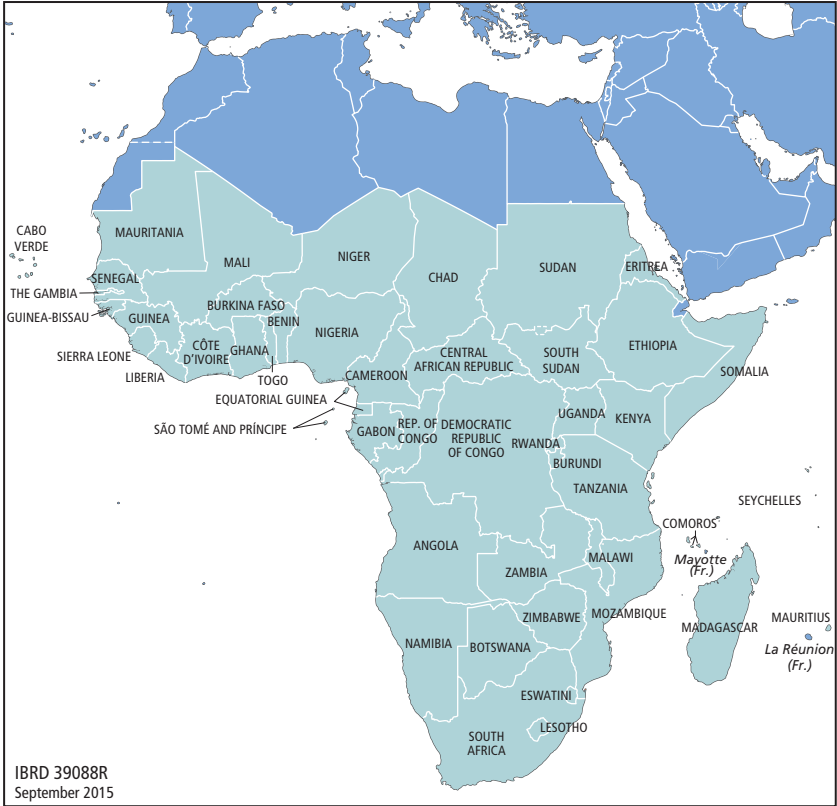 CABO
VERDE
MAURITANIA
MALI
NIGER
CHAD
SUDAN
ERITREA
SENEGAL
THE GAMBIA
GUINEA-BISSAU
GUINEA
BURKINA FASO
BENIN
NIGERIA
SIERRA LEONE
LIBERIA
CÔTE
D'IVOIRE
GHANA
TOGO
CAMEROON
CENTRAL
AFRICAN REPUBLIC
SOUTH
SUDAN
ETHIOPIA
SOMALIA
EQUATORIAL GUINEA
SÃO TOMÉ AND PRÍNCIPE
GABON
REP. OF
CONGO
DEMOCRATIC
REPUBLIC
OF CONGO
UGANDA
KENYA
RWANDA
BURUNDI
TANZANIA
SEYCHELLES
COMOROS
Mayotte
(Fr.)
ANGOLA
ZAMBIA
MALAWI
MOZAMBIQUE
ZIMBABWE
MADAGASCAR
MAURITIUS
La Réunion
(Fr.)
NAMIBIA
BOTSWANA
ESWATINI
LESOTHO
SOUTH
AFRICA
IBRD 39088R
September 2015